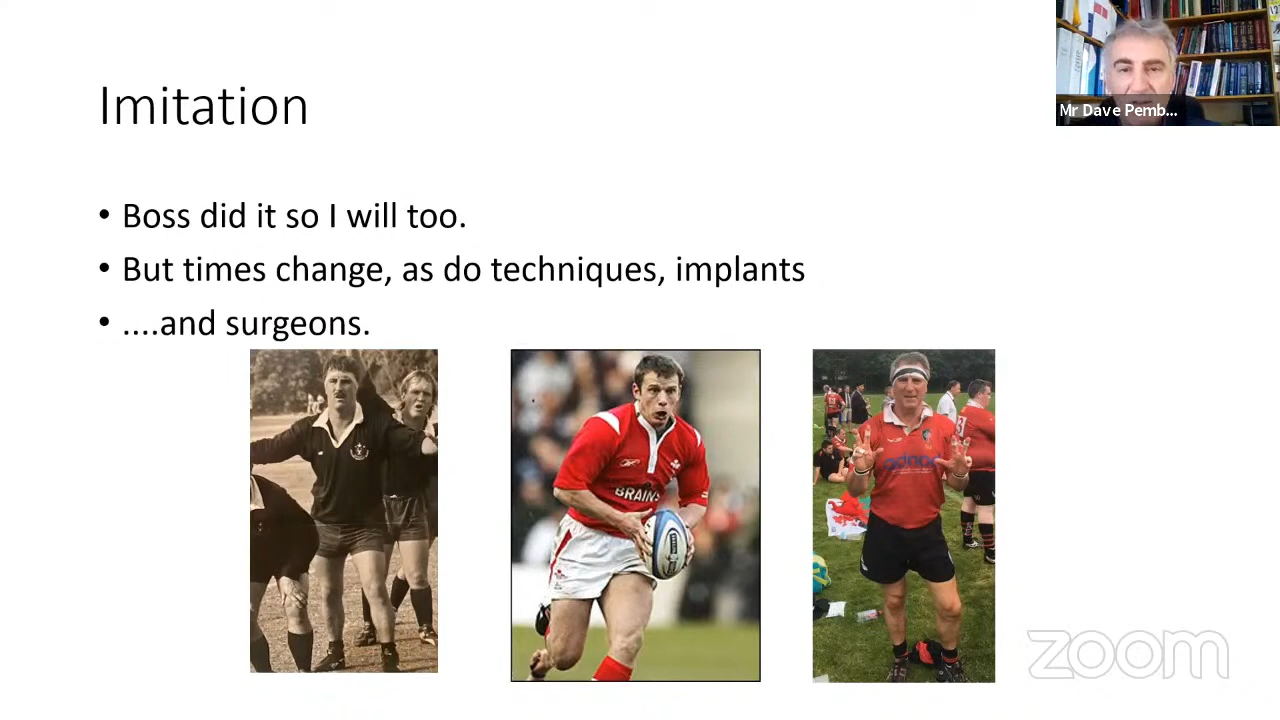 Imitation
Mr Dave Pemb...
• Boss did it so I will too.
• But times change, as do techniques, implants
• ....and surgeons.
BRAINS
zoom